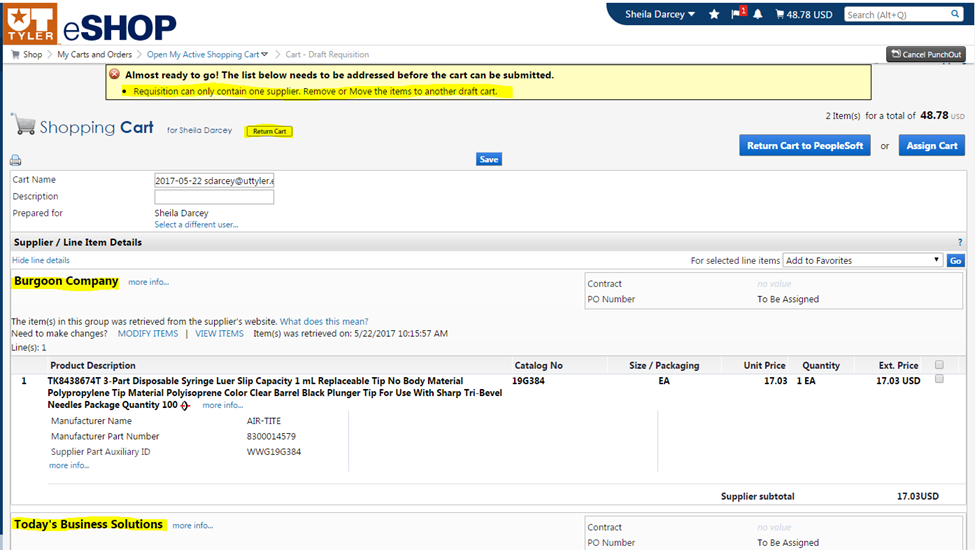 UT TYLER eSHOP
Sheila Darcey 1 48.78 USD Search (Alt+Q)
Shop My Carts and Orders Open My Active Shopping Cart Cart - Draft Requisition Cancel PunchOut
Almost ready to go! The list below needs to be addressed before the cart can be submitted.
Requisition can only contain one supplier. Remove or Move the items to another draft cart.
Shopping Cart for Sheila Darcey Return Cart
2 Item(s) for a total of 48.78 USD
Return Cart to PeopleSoft or Assign Cart
Save
Cart Name 2017-05-22 sdarcey@uttyler.e
Description
Prepared for Sheila Darcey
Select a different user...
Supplier / Line Item Details ?
Hide line details For selected line items Add to Favorites Go
Burgoon Company more info...
Contract no value
PO Number To Be Assigned
The item(s) in this group was retrieved from the supplier's website. What does this mean?
Need to make changes? MODIFY ITEMS | VIEW ITEMS Item(s) was retrieved on: 5/22/2017 10:15:57 AM
Line(s): 1
Product Description Catalog No Size / Packaging Unit Price Quantity Ext. Price
1 TK8438674T 3-Part Disposable Syringe Luer Slip Capacity 1 mL Replaceable Tip No Body Material 19G384 EA 17.03 1 EA 17.03 USD
Polypropylene Tip Material Polyisoprene Color Clear Barrel Black Plunger Tip For Use With Sharp Tri-Bevel
Needles Package Quantity 100 more info...
Manufacturer Name AIR-TITE
Manufacturer Part Number 8300014579
Supplier Part Auxiliary ID WWG19G384
more info...
Supplier subtotal 17.03USD
Today's Business Solutions more info...
Contract no value
PO Number To Be Assigned